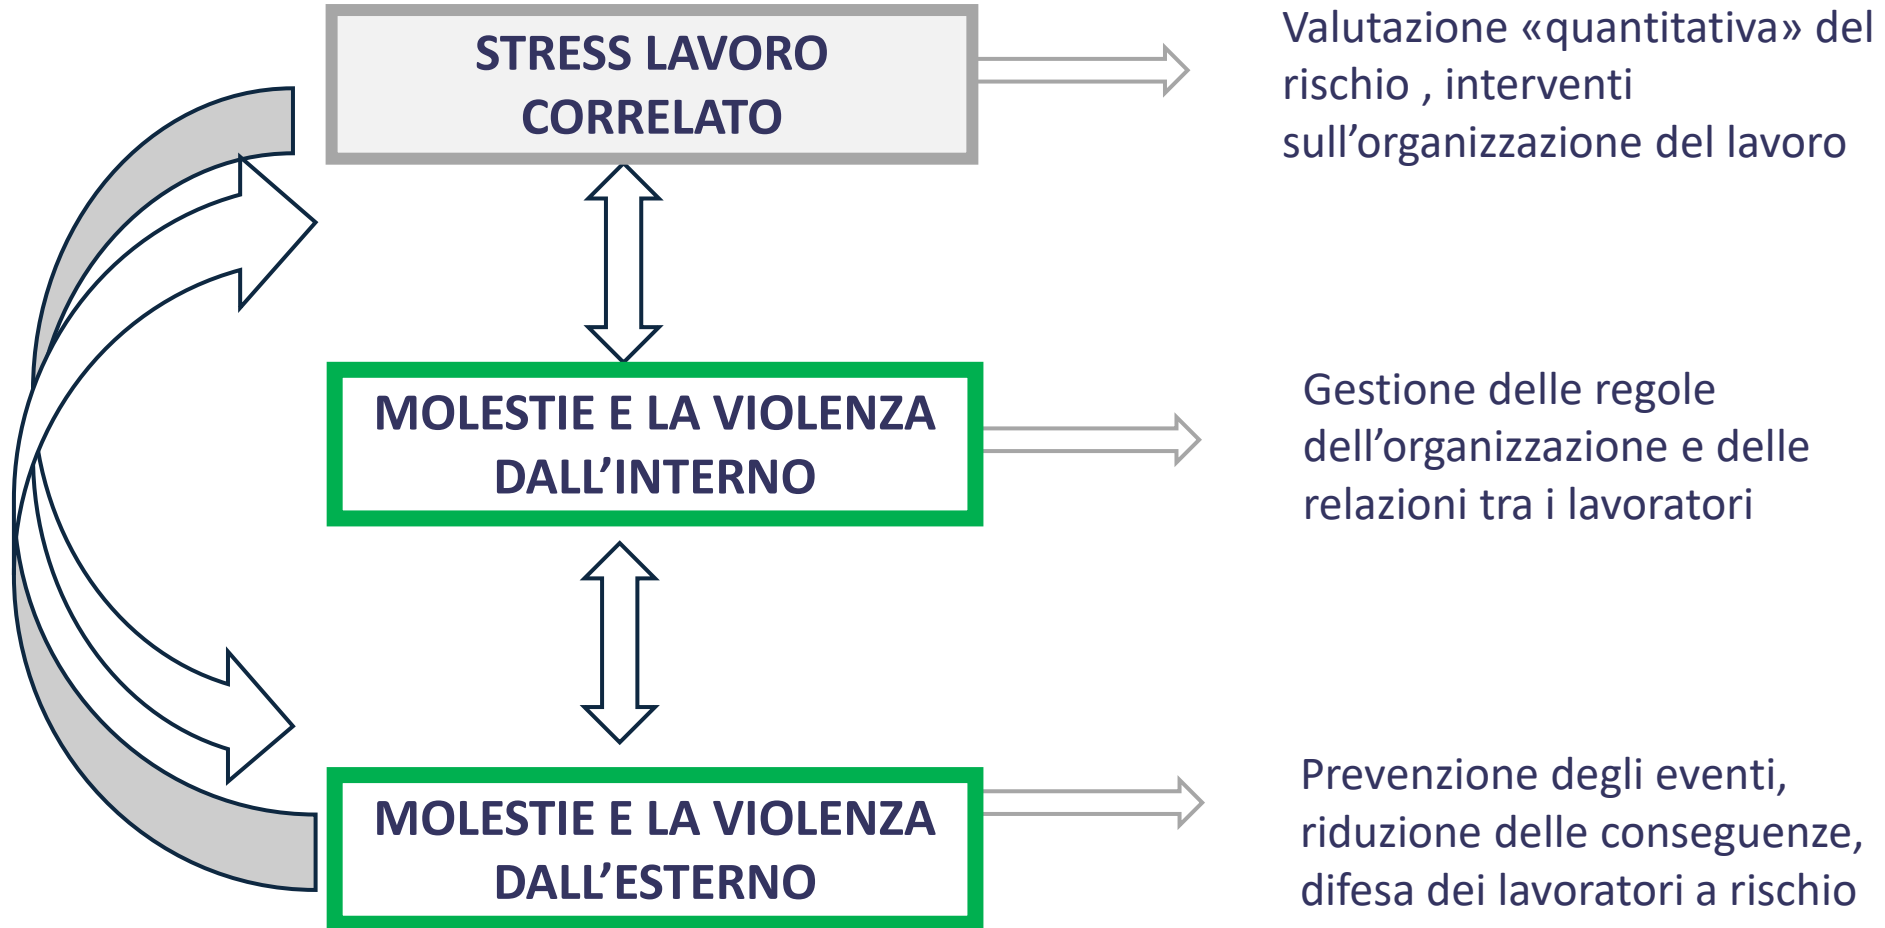 STRESS LAVORO
CORRELATO
Valutazione «quantitativa» del
rischio , interventi
sull’organizzazione del lavoro
MOLESTIE E LA VIOLENZA
DALL’INTERNO
Gestione delle regole
dell’organizzazione e delle
relazioni tra i lavoratori
MOLESTIE E LA VIOLENZA
DALL’ESTERNO
Prevenzione degli eventi,
riduzione delle conseguenze,
difesa dei lavoratori a rischio